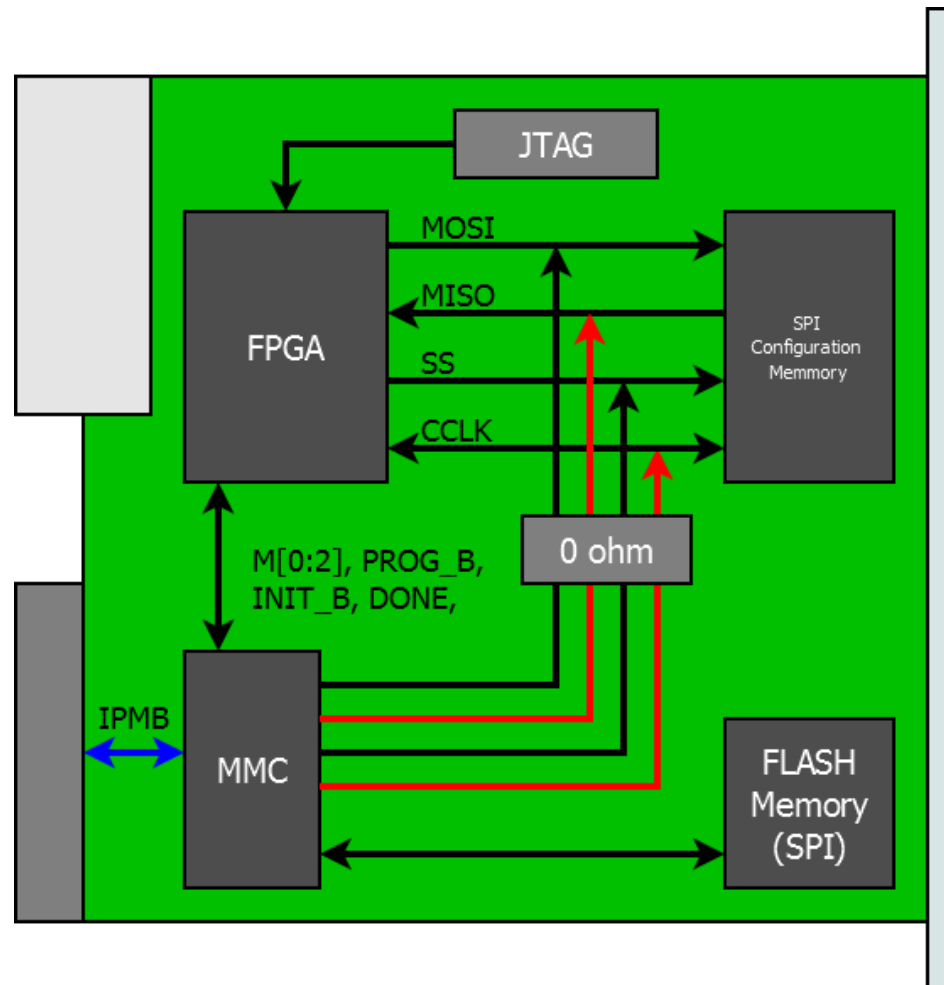 JTAG
MOSI
MISO
FPGA
SS
CCLK
SPI
Configuration
Memmory
0 ohm
M[0:2], PROG_B,
INIT_B, DONE,
IPMB
MMC
FLASH
Memory
(SPI)